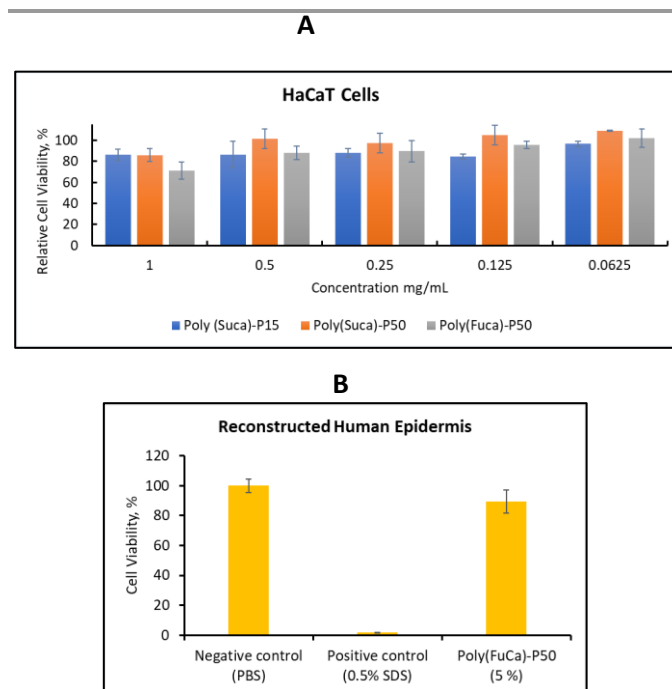 A
HaCaT Cells
Relative Cell Viability, %
100
80
60
40
20
0
1 0.5 0.25 0.125 0.0625
Concentration mg/mL
Poly (Suca)-P15 Poly(Suca)-P50 Poly(Fuca)-P50
B
Reconstructed Human Epidermis
Cell Viability, %
120
100
80
60
40
20
0
Negative control Positive control Poly(FuCa)-P50
(PBS) (0.5% SDS) (5 %)